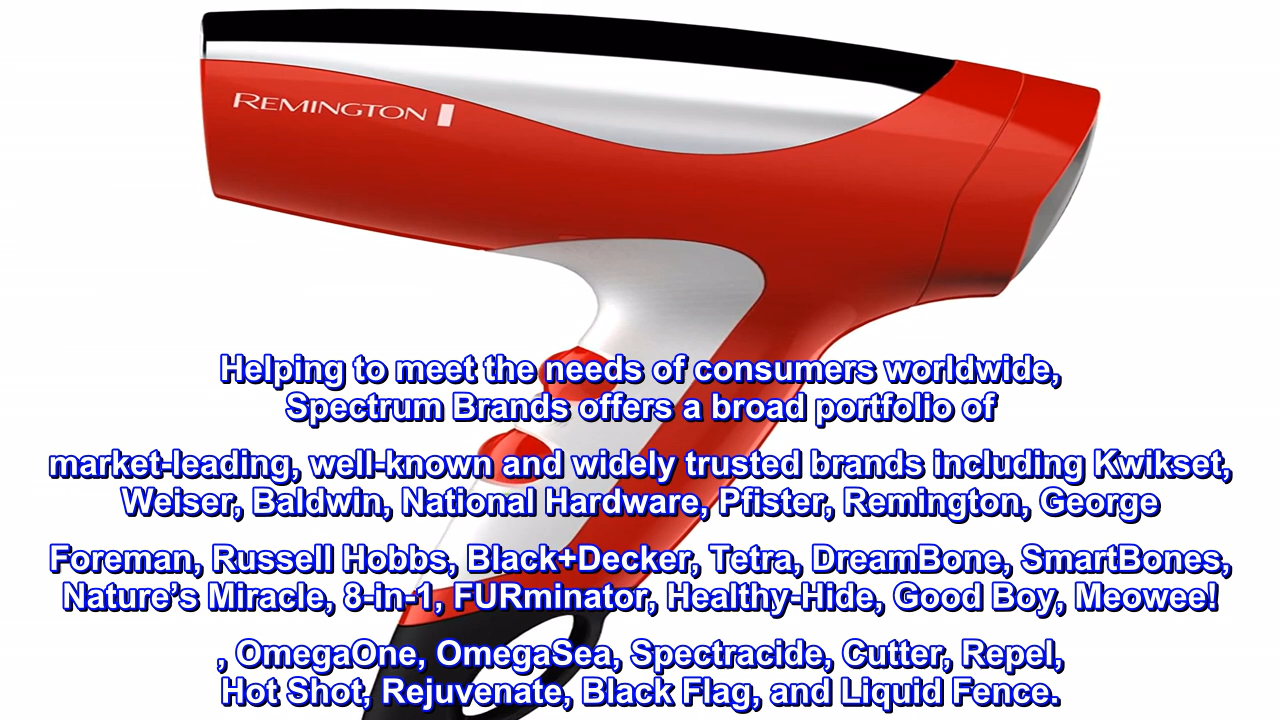 REMINGTON
Helping to meet the needs of consumers worldwide,
Spectrum Brands offers a broad portfolio of
market-leading, well-known and widely trusted brands including Kwikset,
Weiser, Baldwin, National Hardware, Pfister, Remington, George
Foreman, Russell Hobbs, Black+Decker, Tetra, DreamBone, SmartBones,
Nature’s Miracle, 8-in-1, FURminator, Healthy-Hide, Good Boy, Meowee!
, OmegaOne, OmegaSea, Spectracide, Cutter, Repel,
Hot Shot, Rejuvenate, Black Flag, and Liquid Fence.